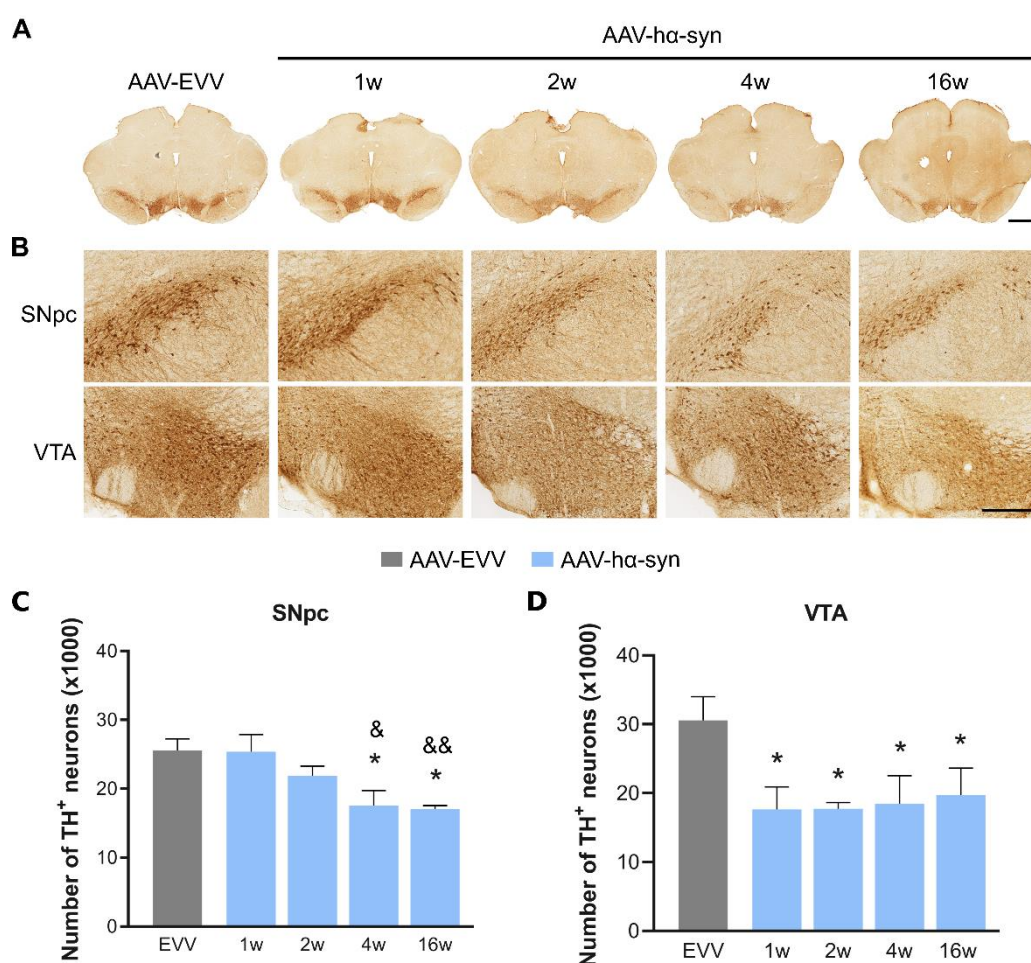 A
AAV-hα-syn
AAV-EVV 1w 2w 4w 16w
B
SNpc
VTA
AAV-EVV AAV-hα-syn
C
SNpc
Number of TH⁺ neurons (x1000)
40
30
20
10
0
&
*
&&
*
EVV 1w 2w 4w 16w
D
VTA
Number of TH⁺ neurons (x1000)
40
30
20
10
0
* * * *
EVV 1w 2w 4w 16w